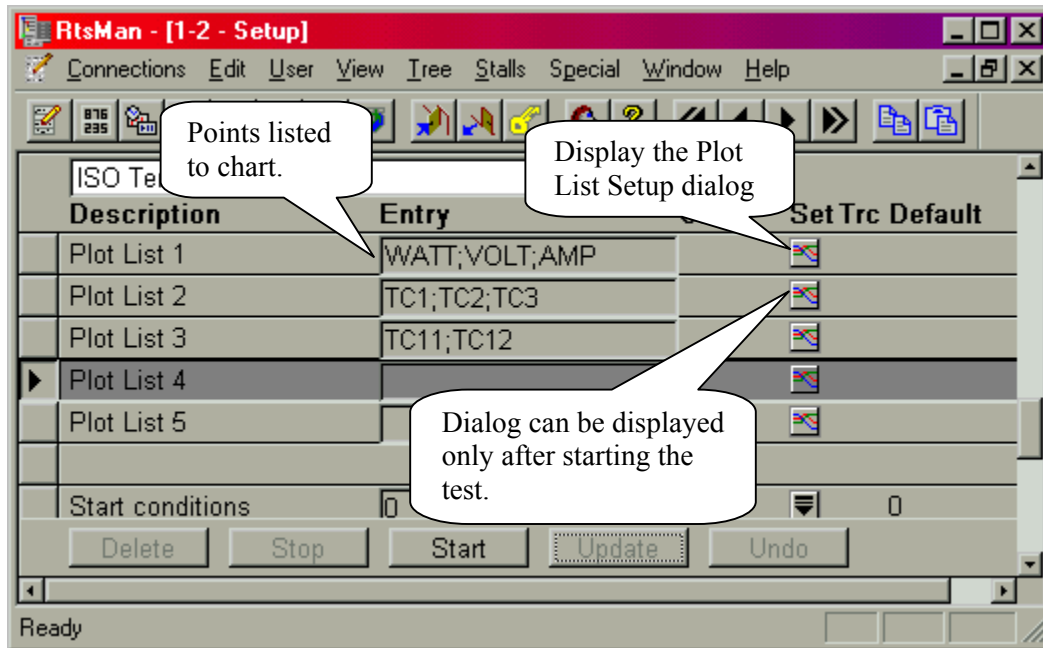 RtsMan - [1-2 - Setup]
Connections Edit User View Tree Stalls Special Window Help
Points listed
to chart.
Display the Plot
List Setup dialog
ISO
Description Entry Set Trc Default
Plot List 1 WATT;VOLT;AMP
Plot List 2 TC1;TC2;TC3
Plot List 3 TC11;TC12
Plot List 4
Plot List 5
Dialog can be displayed
only after starting the
test.
Start conditions 0 0
Delete Stop Start Update Undo
Ready